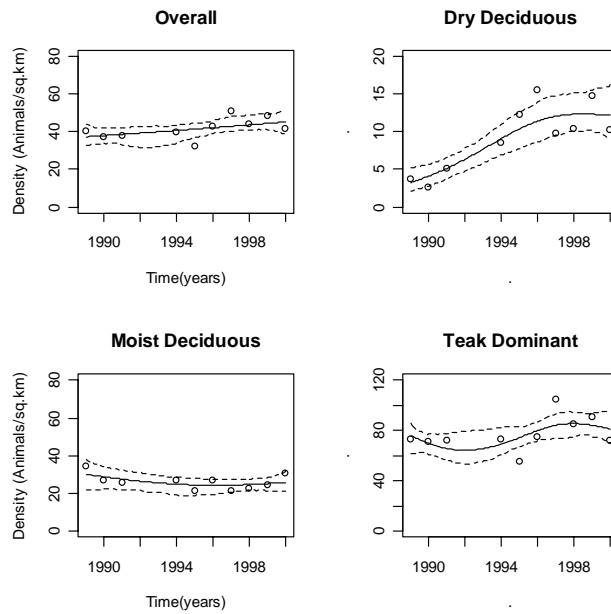 Overall
Density (Animals/sq.km)
0 20 40 60 80
1990 1994 1998
Time(years)
Dry Deciduous
0 5 10 15 20
1990 1994 1998
Moist Deciduous
Density (Animals/sq.km)
0 20 40 60 80
1990 1994 1998
Time(years)
Teak Dominant
0 40 80 120
1990 1994 1998